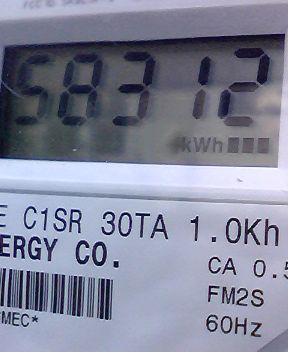 58312
kWh
E C1SR 30TA 1.0Kh
ERGY CO.
CA 0.5
FM2S
MEC*
60Hz